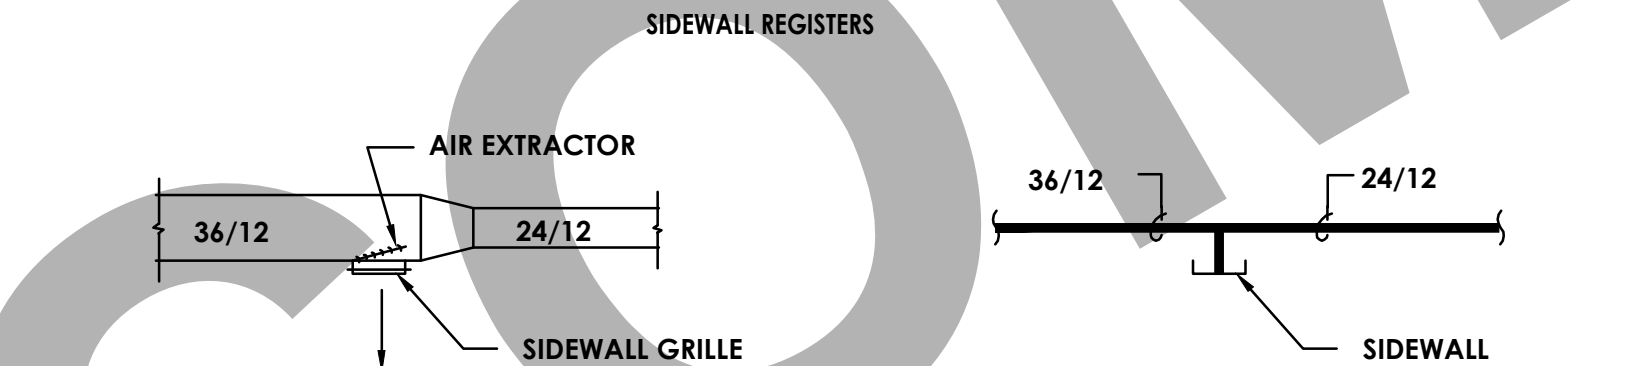 SIDEWALL REGISTERS
AIR EXTRACTOR
36/12
24/12
SIDEWALL GRILLE
36/12
24/12
SIDEWALL